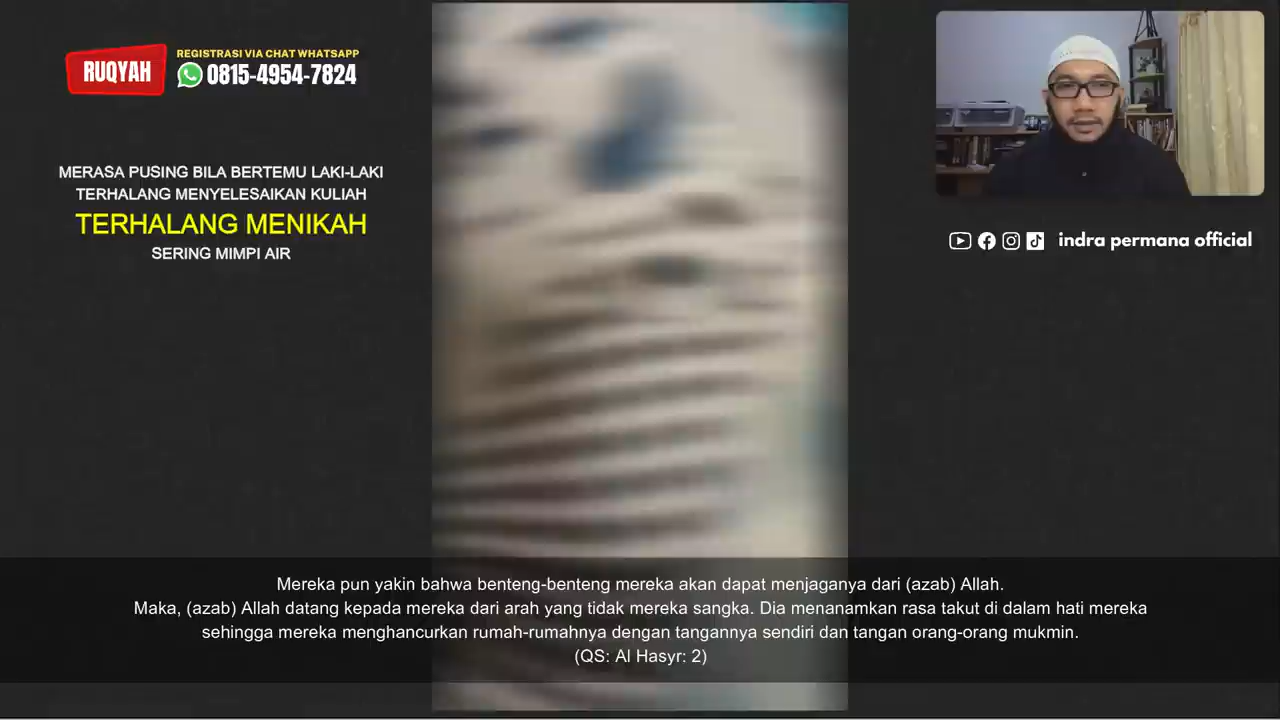 RUQYAH
REGISTRASI VIA CHAT WHATSAPP
0815-4954-7824
MERASA PUSING BILA BERTEMU LAKI-LAKI
TERHALANG MENYELESAIKAN KULIAH
TERHALANG MENIKAH
SERING MIMPI AIR
indra permana official
Mereka pun yakin bahwa benteng-benteng mereka akan dapat menjaganya dari (azab) Allah.
Maka, (azab) Allah datang kepada mereka dari arah yang tidak mereka sangka. Dia menanamkan rasa takut di dalam hati mereka
sehingga mereka menghancurkan rumah-rumahnya dengan tangannya sendiri dan tangan orang-orang mukmin.
(QS: Al Hasyr: 2)